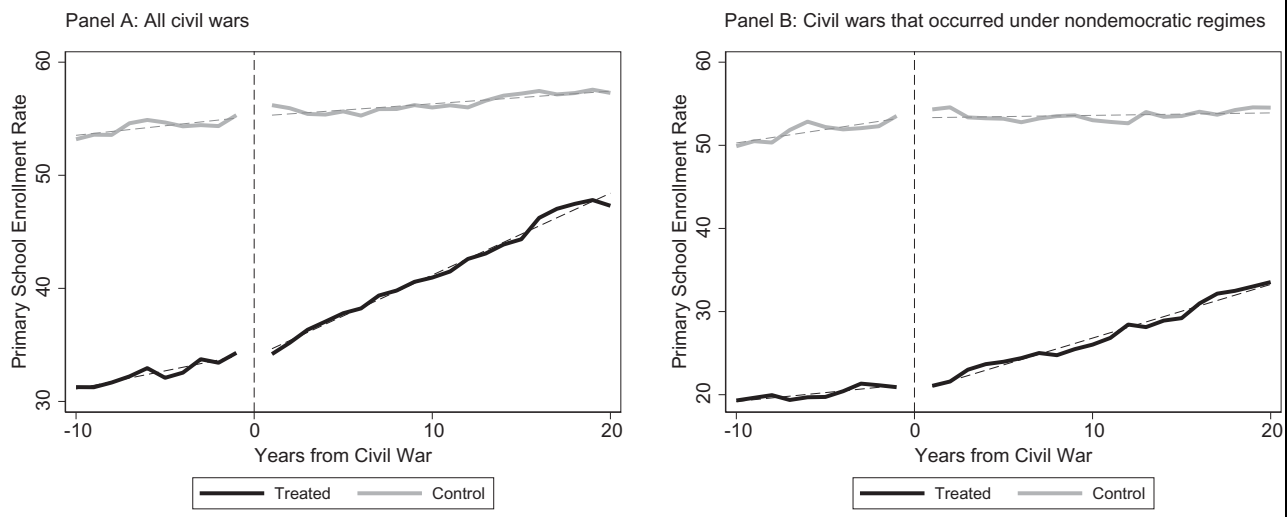 Panel A: All civil wars
Primary School Enrollment Rate
60
50
40
30
-10 0 10 20
Years from Civil War
Treated Control
Panel B: Civil wars that occurred under nondemocratic regimes
Primary School Enrollment Rate
60
50
40
30
20
-10 0 10 20
Years from Civil War
Treated Control